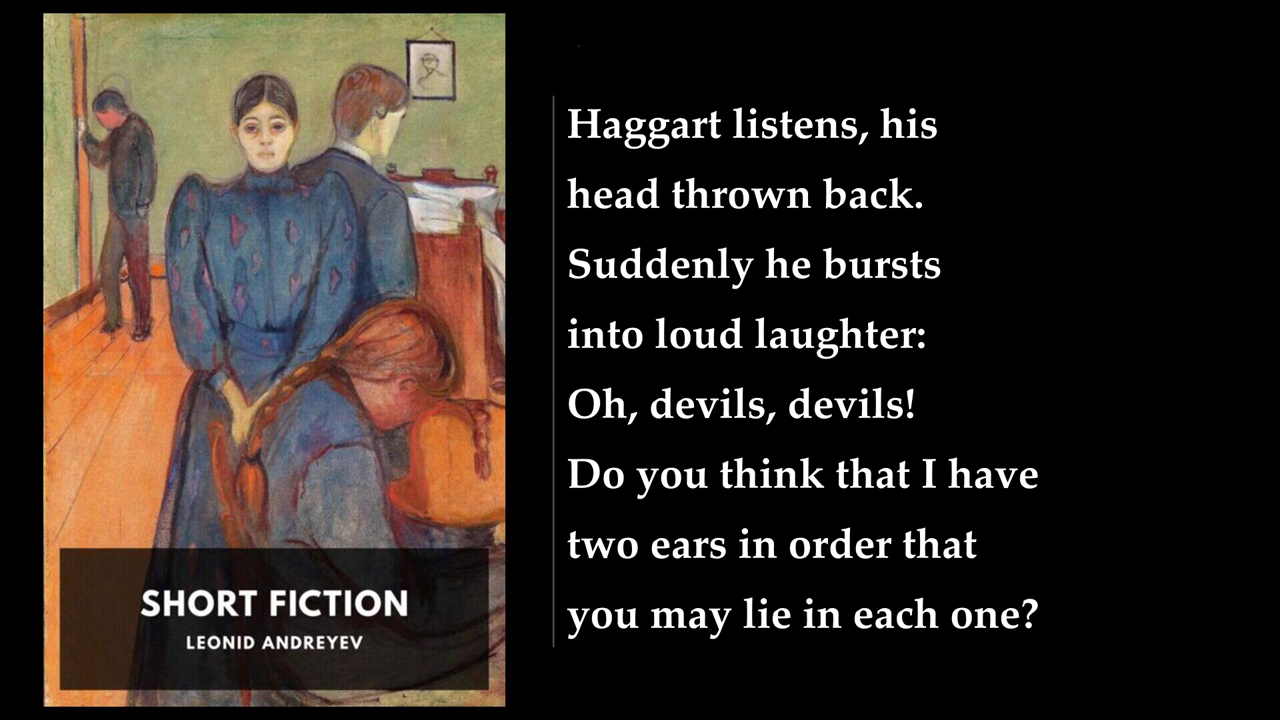 SHORT FICTION
LEONID ANDREYEV
Haggart listens, his
head thrown back.
Suddenly he bursts
into loud laughter:
Oh, devils, devils!
Do you think that I have
two ears in order that
you may lie in each one?